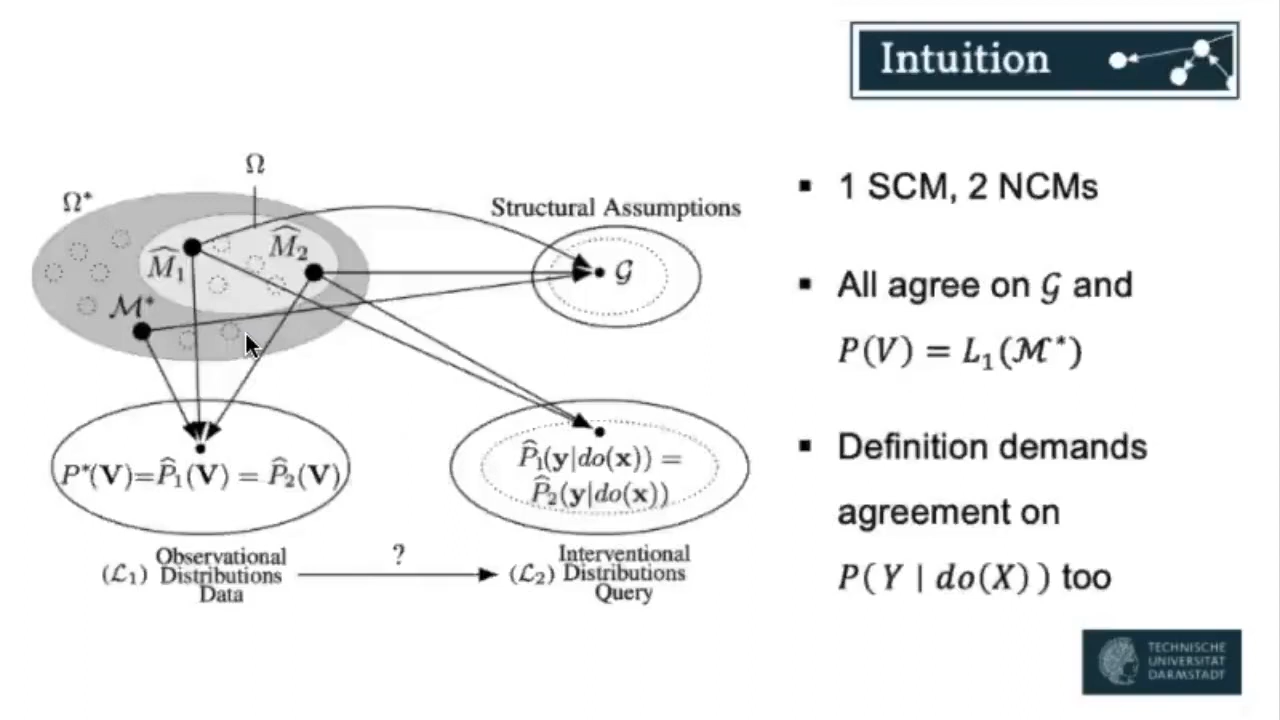 Intuition
Ω
Ω*
M̂₁
M̂₂
ℳ*
Structural Assumptions
𝒢
P*(V)=P̂₁(V) = P̂₂(V)
P̂₁(y|do(x)) =
P̂₂(y|do(x))
(ℒ₁) Observational
Distributions
Data
?
(ℒ₂) Interventional
Distributions
Query
▪ 1 SCM, 2 NCMs
▪ All agree on 𝒢 and
P(V) = L₁(ℳ*)
▪ Definition demands
agreement on
P( Y | do(X) ) too
TECHNISCHE
UNIVERSITÄT
DARMSTADT